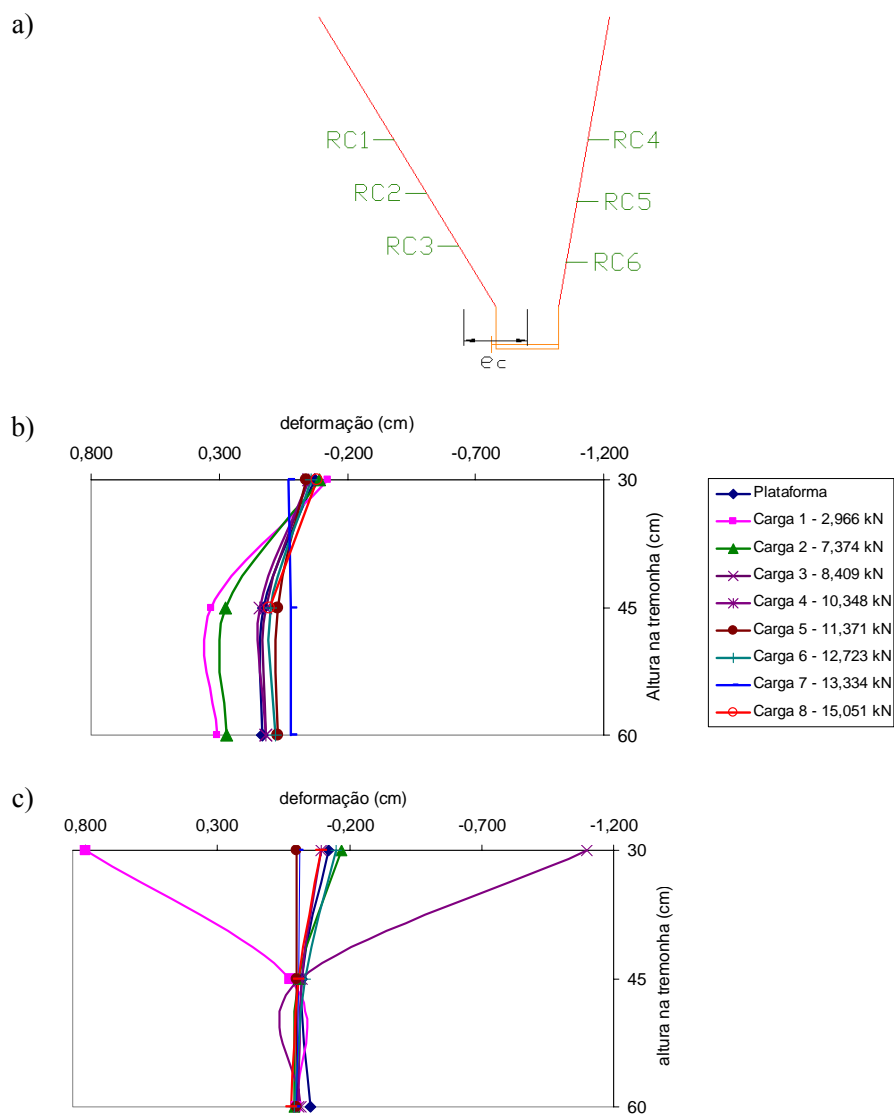 a)
RC1
RC4
RC2
RC5
RC3
RC6
ec
b)
deformação (cm)
0,800 0,300 -0,200 -0,700 -1,200
30
45
60
Altura na tremonha (cm)
Plataforma
Carga 1 - 2,966 kN
Carga 2 - 7,374 kN
Carga 3 - 8,409 kN
Carga 4 - 10,348 kN
Carga 5 - 11,371 kN
Carga 6 - 12,723 kN
Carga 7 - 13,334 kN
Carga 8 - 15,051 kN
c)
deformação (cm)
0,800 0,300 -0,200 -0,700 -1,200
30
45
60
altura na tremonha (cm)